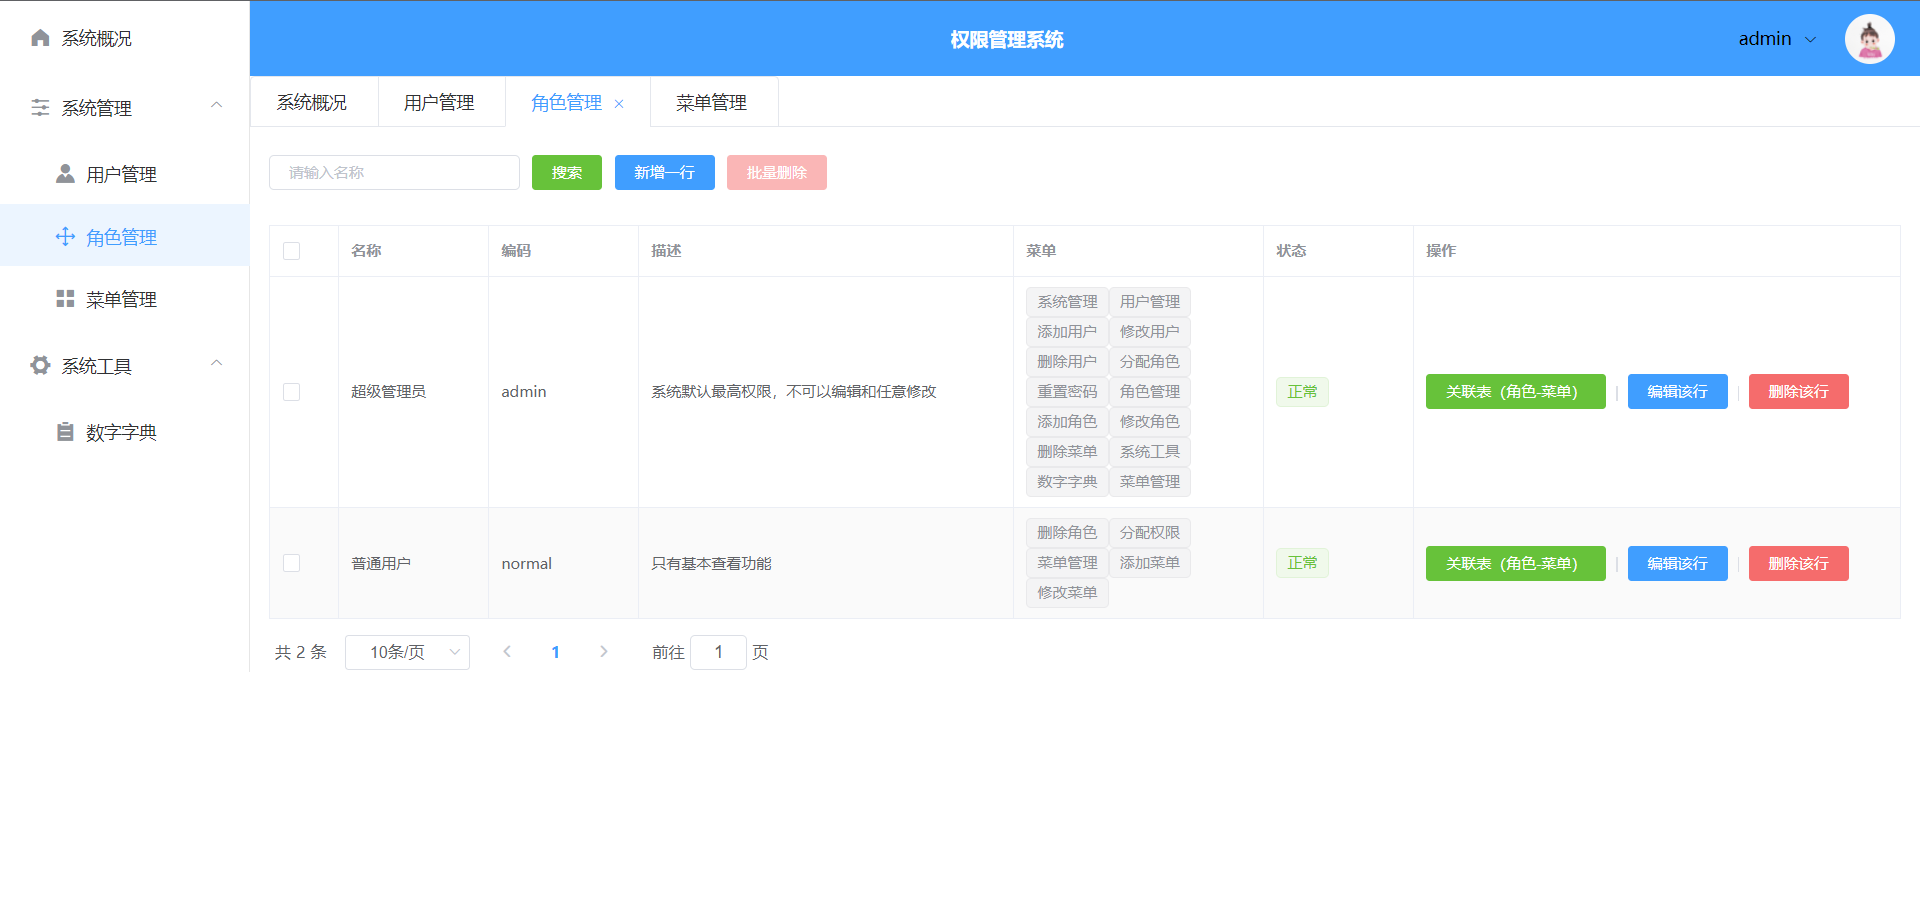 系统概况
系统管理
用户管理
角色管理
菜单管理
系统工具
数字字典
权限管理系统
admin
系统概况 用户管理 角色管理 菜单管理
请输入名称 搜索 新增一行 批量删除
名称 编码 描述 菜单 状态 操作
系统管理 用户管理
添加用户 修改用户
删除用户 分配角色
超级管理员 admin 系统默认最高权限，不可以编辑和任意修改 重置密码 角色管理 正常 关联表（角色-菜单） 编辑该行 删除该行
添加角色 修改角色
删除菜单 系统工具
数字字典 菜单管理
删除角色 分配权限
普通用户 normal 只有基本查看功能 菜单管理 添加菜单 正常 关联表（角色-菜单） 编辑该行 删除该行
修改菜单
共 2 条 10条/页 1 前往 1 页